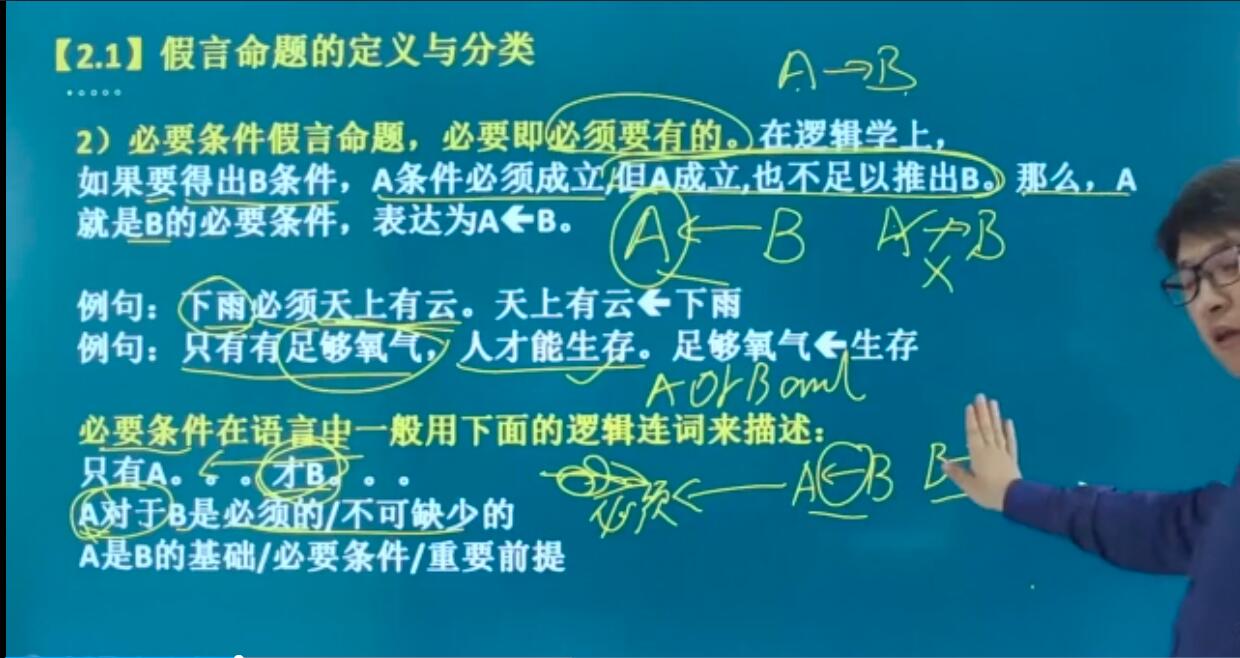 【2.1】假言命题的定义与分类
A→B
2）必要条件假言命题，必要即必须要有的。在逻辑学上，
如果要得出B条件，A条件必须成立,但A成立,也不足以推出B。那么，A
就是B的必要条件，表达为A←B。
A←B
A→B
×
例句：下雨必须天上有云。天上有云←下雨
例句：只有有足够氧气，人才能生存。足够氧气←生存
A or B and
必要条件在语言中一般用下面的逻辑连词来描述：
只有A。。。才B。。。
必须←
A←B
B
A对于B是必须的/不可缺少的
A是B的基础/必要条件/重要前提